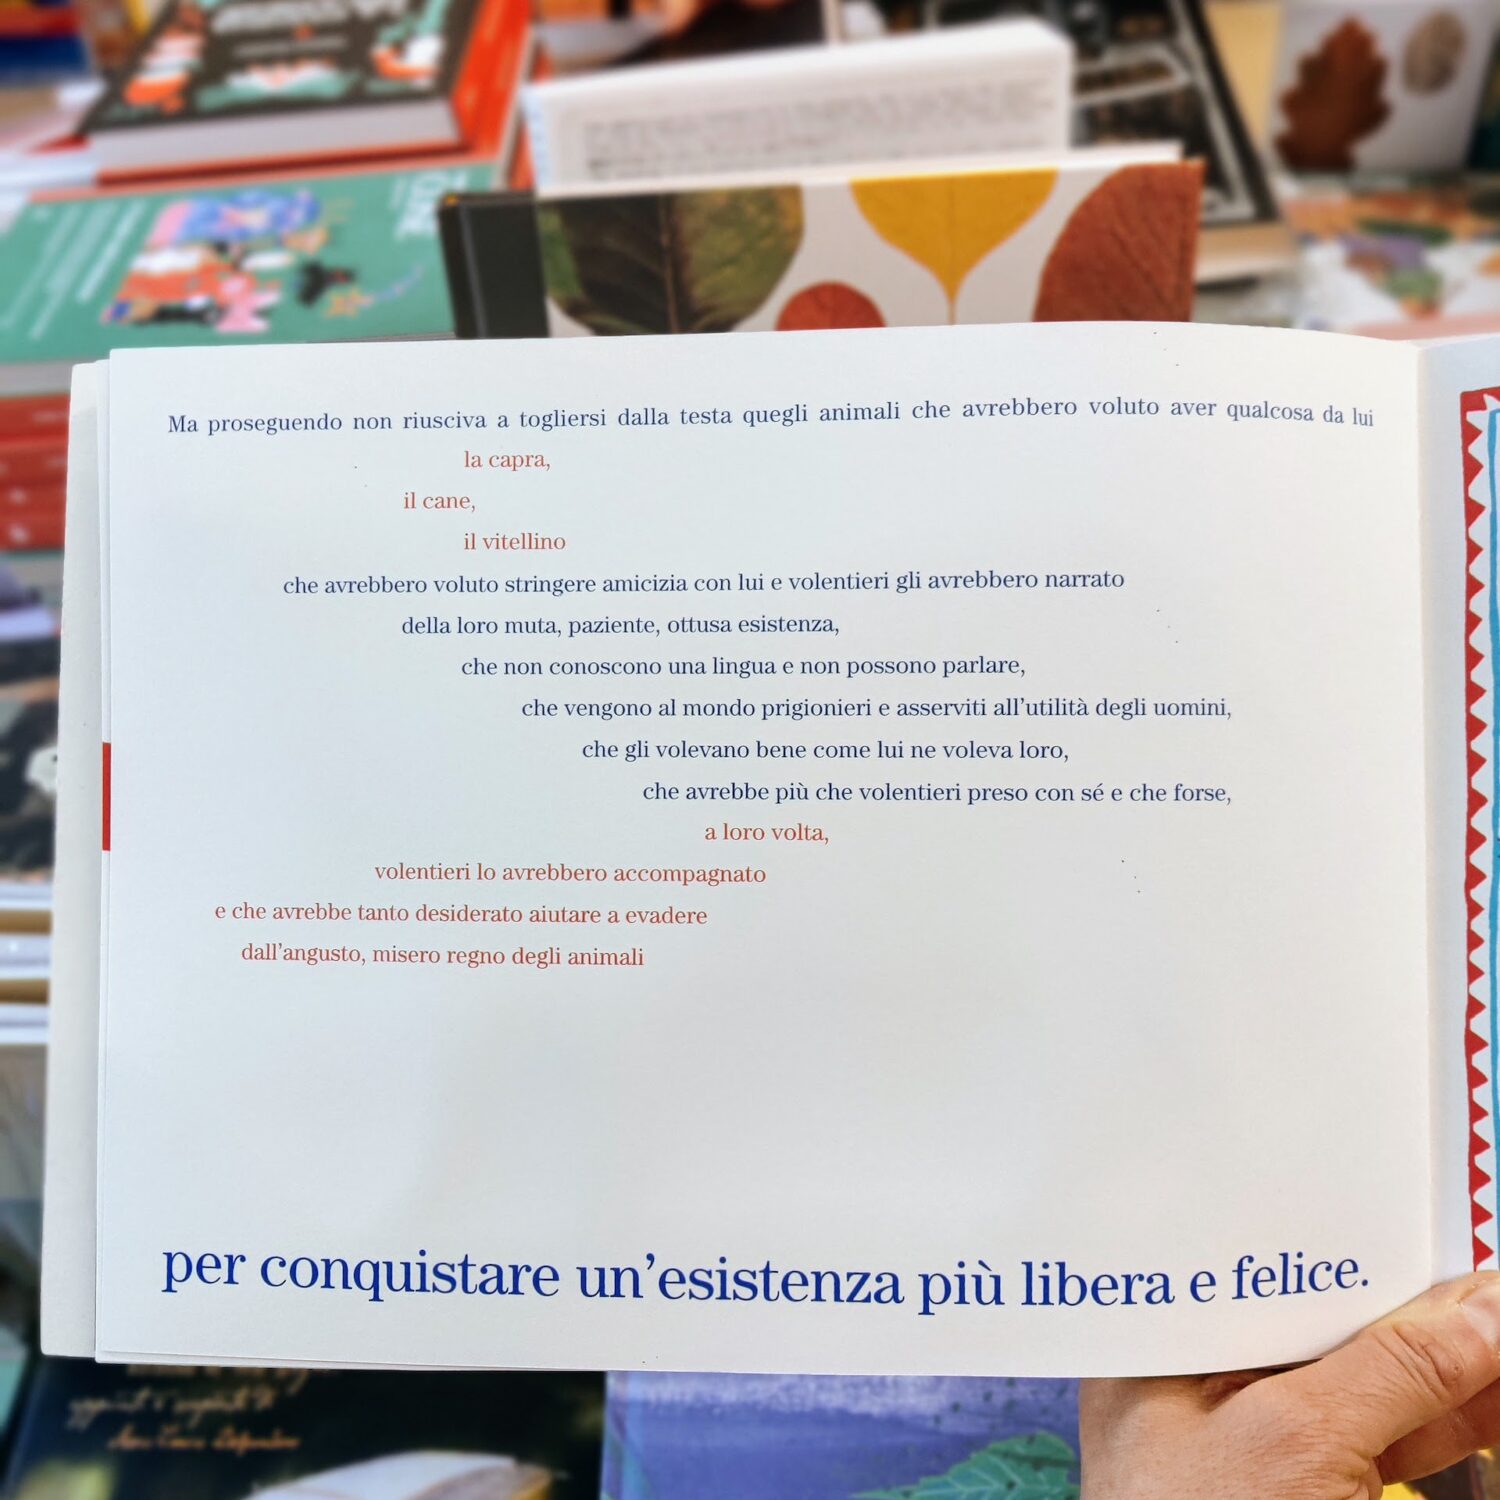 Ma proseguendo non riusciva a togliersi dalla testa quegli animali che avrebbero voluto aver qualcosa da lui
la capra,
il cane,
il vitellino
che avrebbero voluto stringere amicizia con lui e volentieri gli avrebbero narrato
della loro muta, paziente, ottusa esistenza,
che non conoscono una lingua e non possono parlare,
che vengono al mondo prigionieri e asserviti all’utilità degli uomini,
che gli volevano bene come lui ne voleva loro,
che avrebbe più che volentieri preso con sé e che forse,
a loro volta,
volentieri lo avrebbero accompagnato
e che avrebbe tanto desiderato aiutare a evadere
dall’angusto, misero regno degli animali
per conquistare un’esistenza più libera e felice.